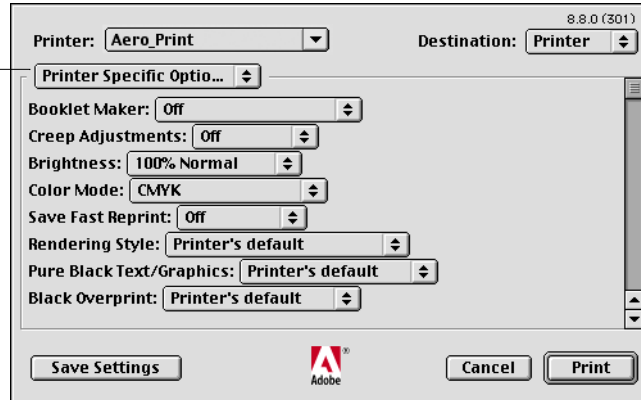 8.8.0 (301)
Printer: Aero_Print Destination: Printer
Printer Specific Optio...
Booklet Maker: Off
Creep Adjustments: Off
Brightness: 100% Normal
Color Mode: CMYK
Save Fast Reprint: Off
Rendering Style: Printer's default
Pure Black Text/Graphics: Printer's default
Black Overprint: Printer's default
Save Settings Adobe® Cancel Print